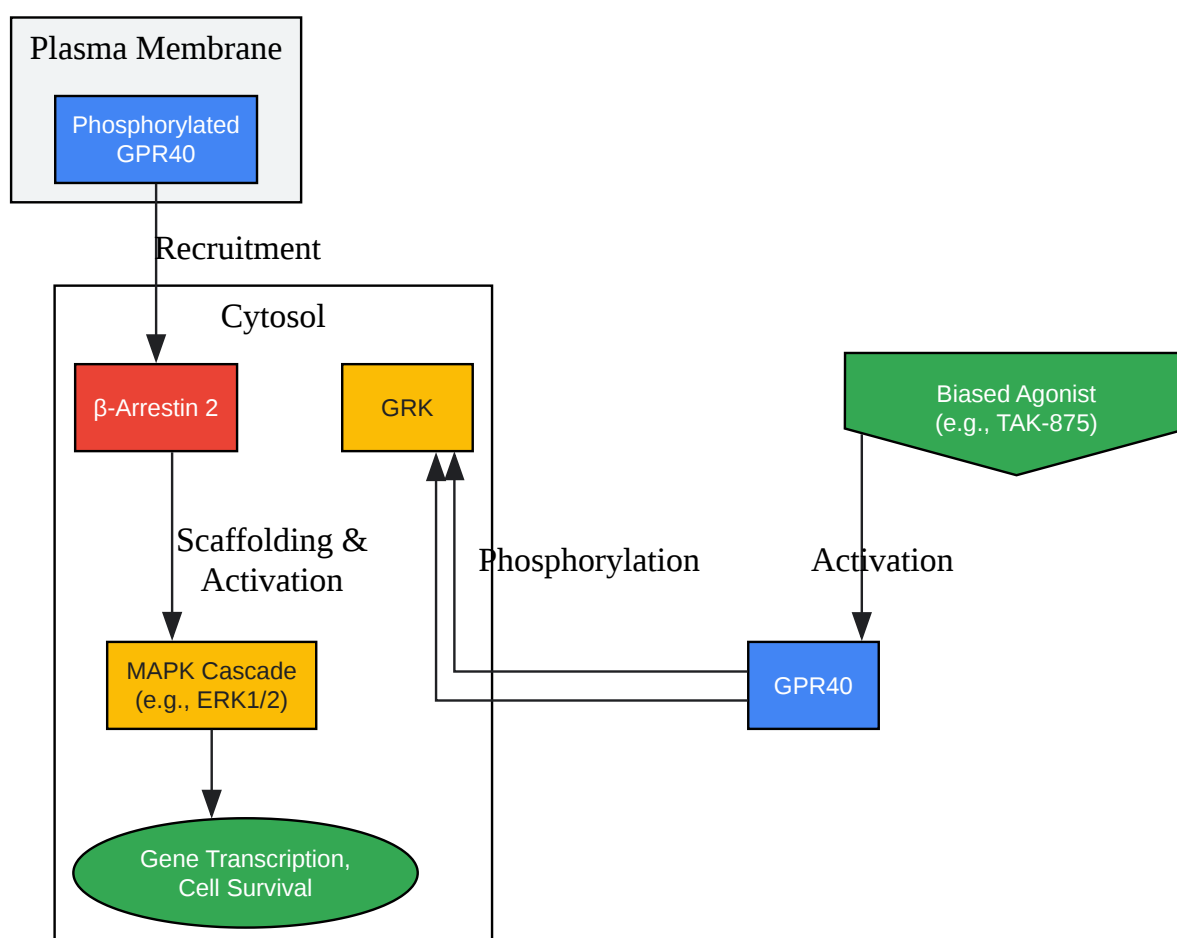 Plasma Membrane
Phosphorylated
GPR40
Recruitment
Cytosol
β-Arrestin 2
GRK
Biased Agonist
(e.g., TAK-875)
Scaffolding &
Activation
Phosphorylation
Activation
MAPK Cascade
(e.g., ERK1/2)
GPR40
Gene Transcription,
Cell Survival